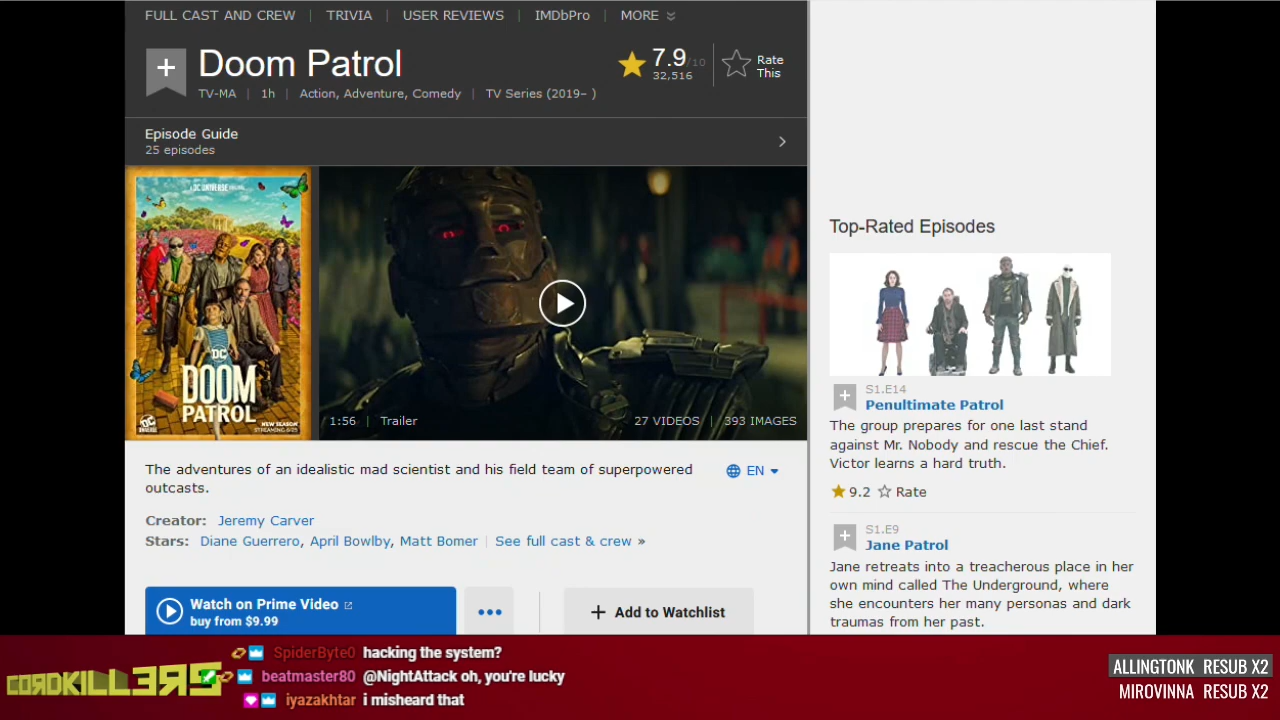 FULL CAST AND CREW | TRIVIA | USER REVIEWS | IMDbPro | MORE
Doom Patrol
7.9/10
32,516
Rate This
TV-MA | 1h | Action, Adventure, Comedy | TV Series (2019– )
Episode Guide
25 episodes
DC
DOOM
PATROL
1:56 | Trailer
27 VIDEOS | 393 IMAGES
The adventures of an idealistic mad scientist and his field team of superpowered
outcasts.
EN
Creator: Jeremy Carver
Stars: Diane Guerrero, April Bowlby, Matt Bomer | See full cast & crew »
Watch on Prime Video
buy from $9.99
+ Add to Watchlist
Top-Rated Episodes
S1.E14
Penultimate Patrol
The group prepares for one last stand
against Mr. Nobody and rescue the Chief.
Victor learns a hard truth.
9.2 Rate
S1.E9
Jane Patrol
Jane retreats into a treacherous place in her
own mind called The Underground, where
she encounters her many personas and dark
traumas from her past.
CORDKILLERS
SpiderByte0 hacking the system?
beatmaster80 @NightAttack oh, you're lucky
iyazakhtar i misheard that
ALLINGTONK RESUB X2
MIROVINNA RESUB X2